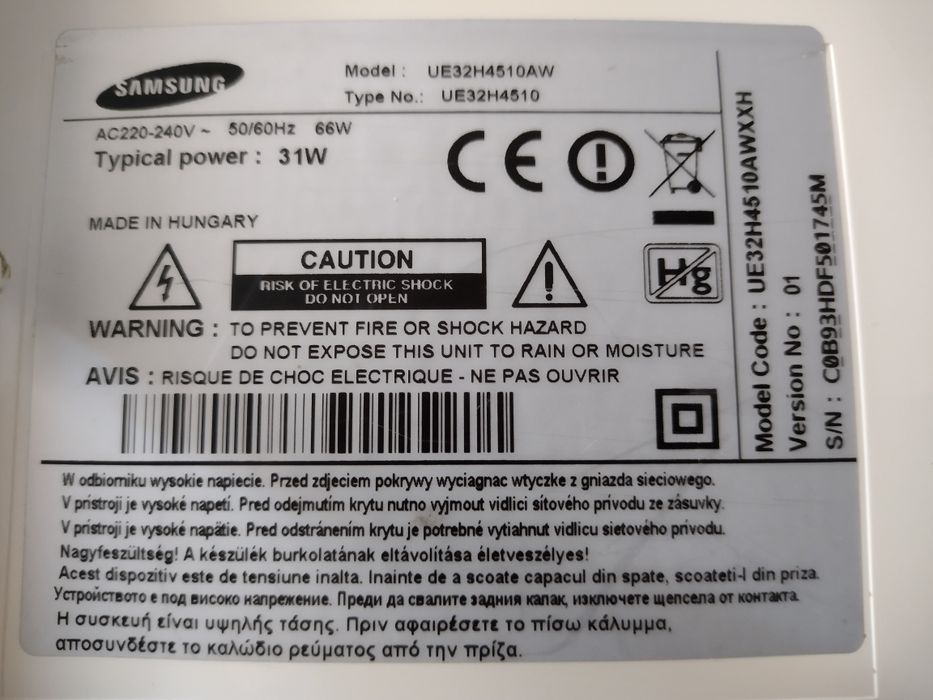 SAMSUNG
Model : UE32H4510AW
Type No.: UE32H4510
AC220-240V ~ 50/60Hz 66W
Typical power : 31W
CE
MADE IN HUNGARY
CAUTION
RISK OF ELECTRIC SHOCK
DO NOT OPEN
Hg
WARNING : TO PREVENT FIRE OR SHOCK HAZARD
DO NOT EXPOSE THIS UNIT TO RAIN OR MOISTURE
AVIS : RISQUE DE CHOC ELECTRIQUE - NE PAS OUVRIR
Model Code : UE32H4510AWXXH
Version No : 01
S/N : C0B93HDF501745M
W odbiorniku wysokie napiecie. Przed zdjeciem pokrywy wyciagnac wtyczke z gniazda sieciowego.
V prístroji je vysoké napetí. Pred odejmutím krytu nutno vyjmout vidlici sítového prívodu ze zásuvky.
V prístroji je vysoké napätie. Pred odstránením krytu je potrebné vytiahnut vidlicu sietového prívodu.
Nagyfeszültség! A készülék burkolatának eltávolítása életveszélyes!
Acest dispozitiv este de tensiune inalta. Inainte de a scoate capacul din spate, scoateti-l din priza.
Устройството е под високо напрежение. Преди да свалите задния капак, изключете щепсела от контакта.
Η συσκευή είναι υψηλής τάσης. Πριν αφαιρέσετε το πίσω κάλυμμα,
αποσυνδέστε το καλώδιο ρεύματος από την πρίζα.